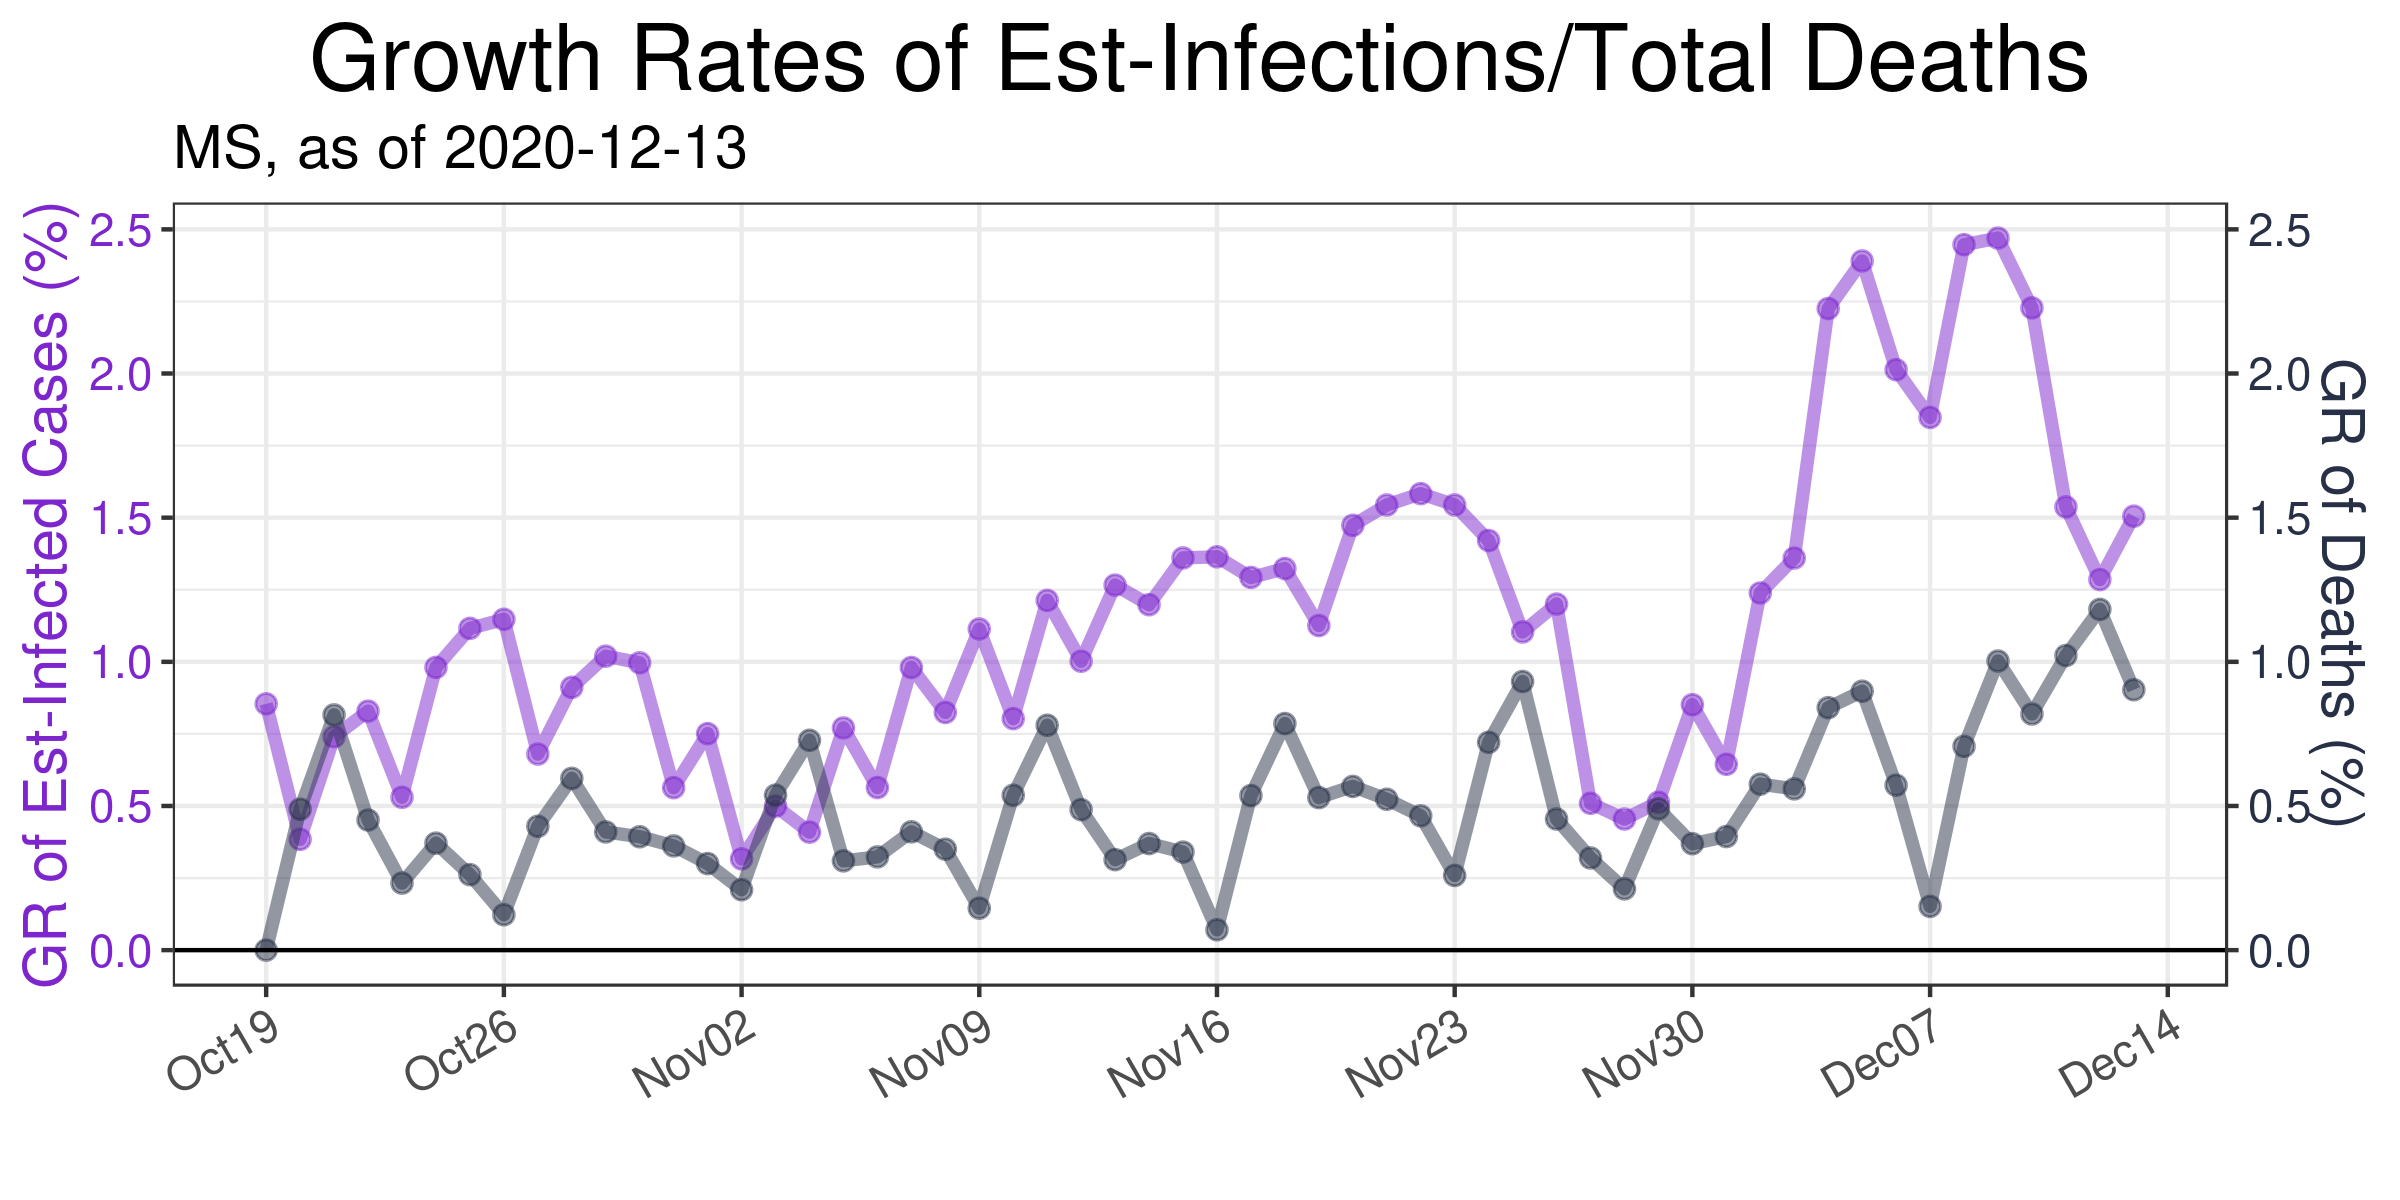 Growth Rates of Est-Infections/Total Deaths
MS, as of 2020-12-13
GR of Est-Infected Cases (%)
2.5
2.0
1.5
1.0
0.5
0.0
2.5
2.0
1.5
1.0
0.5
0.0
GR of Deaths (%)
Oct19
Oct26
Nov02
Nov09
Nov16
Nov23
Nov30
Dec07
Dec14